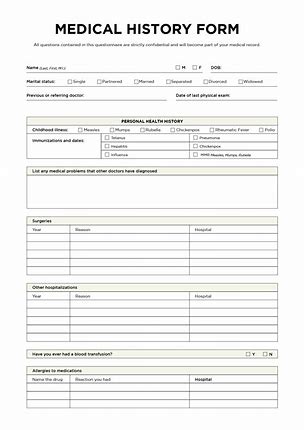 MEDICAL HISTORY FORM
All questions contained in this questionnaire are strictly confidential and will become part of your medical record.
Name (Last, First, M.I.) M F DOB:
Marital status: Single Partnered Married Separated Divorced Widowed
Previous or referring doctor: Date of last physical exam:
PERSONAL HEALTH HISTORY
Childhood illness: Measles Mumps Rubella Chickenpox Rheumatic Fever Polio
Immunizations and dates: Tetanus Pneumonia
Hepatitis Chickenpox
Influenza MMR Measles, Mumps, Rubella
List any medical problems that other doctors have diagnosed
Surgeries
Year Reason Hospital
Other hospitalizations
Year Reason Hospital
Have you ever had a blood transfusion? Y N
Allergies to medications
Name the drug Reaction you had Hospital